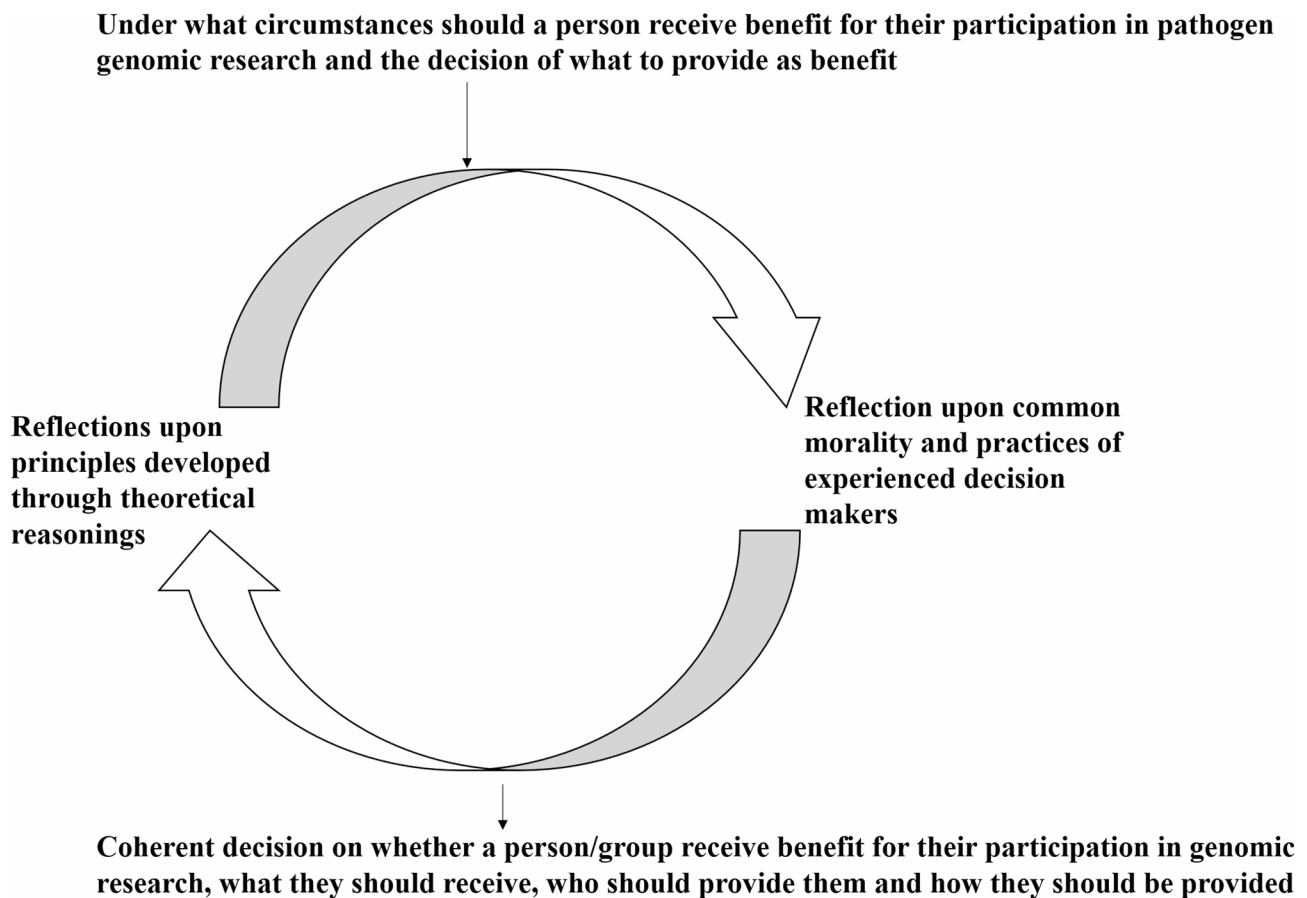 Under what circumstances should a person receive benefit for their participation in pathogen
genomic research and the decision of what to provide as benefit
Reflections upon
principles developed
through theoretical
reasonings
Reflection upon common
morality and practices of
experienced decision
makers
Coherent decision on whether a person/group receive benefit for their participation in genomic
research, what they should receive, who should provide them and how they should be provided